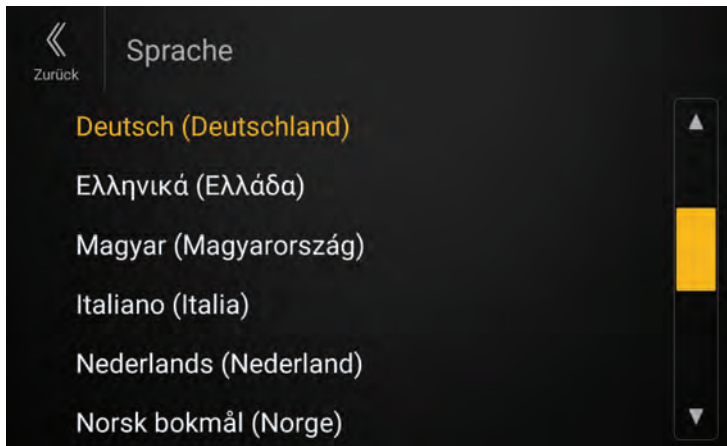 Zurück
Sprache
Deutsch (Deutschland)
Ελληνικά (Ελλάδα)
Magyar (Magyarország)
Italiano (Italia)
Nederlands (Nederland)
Norsk bokmål (Norge)